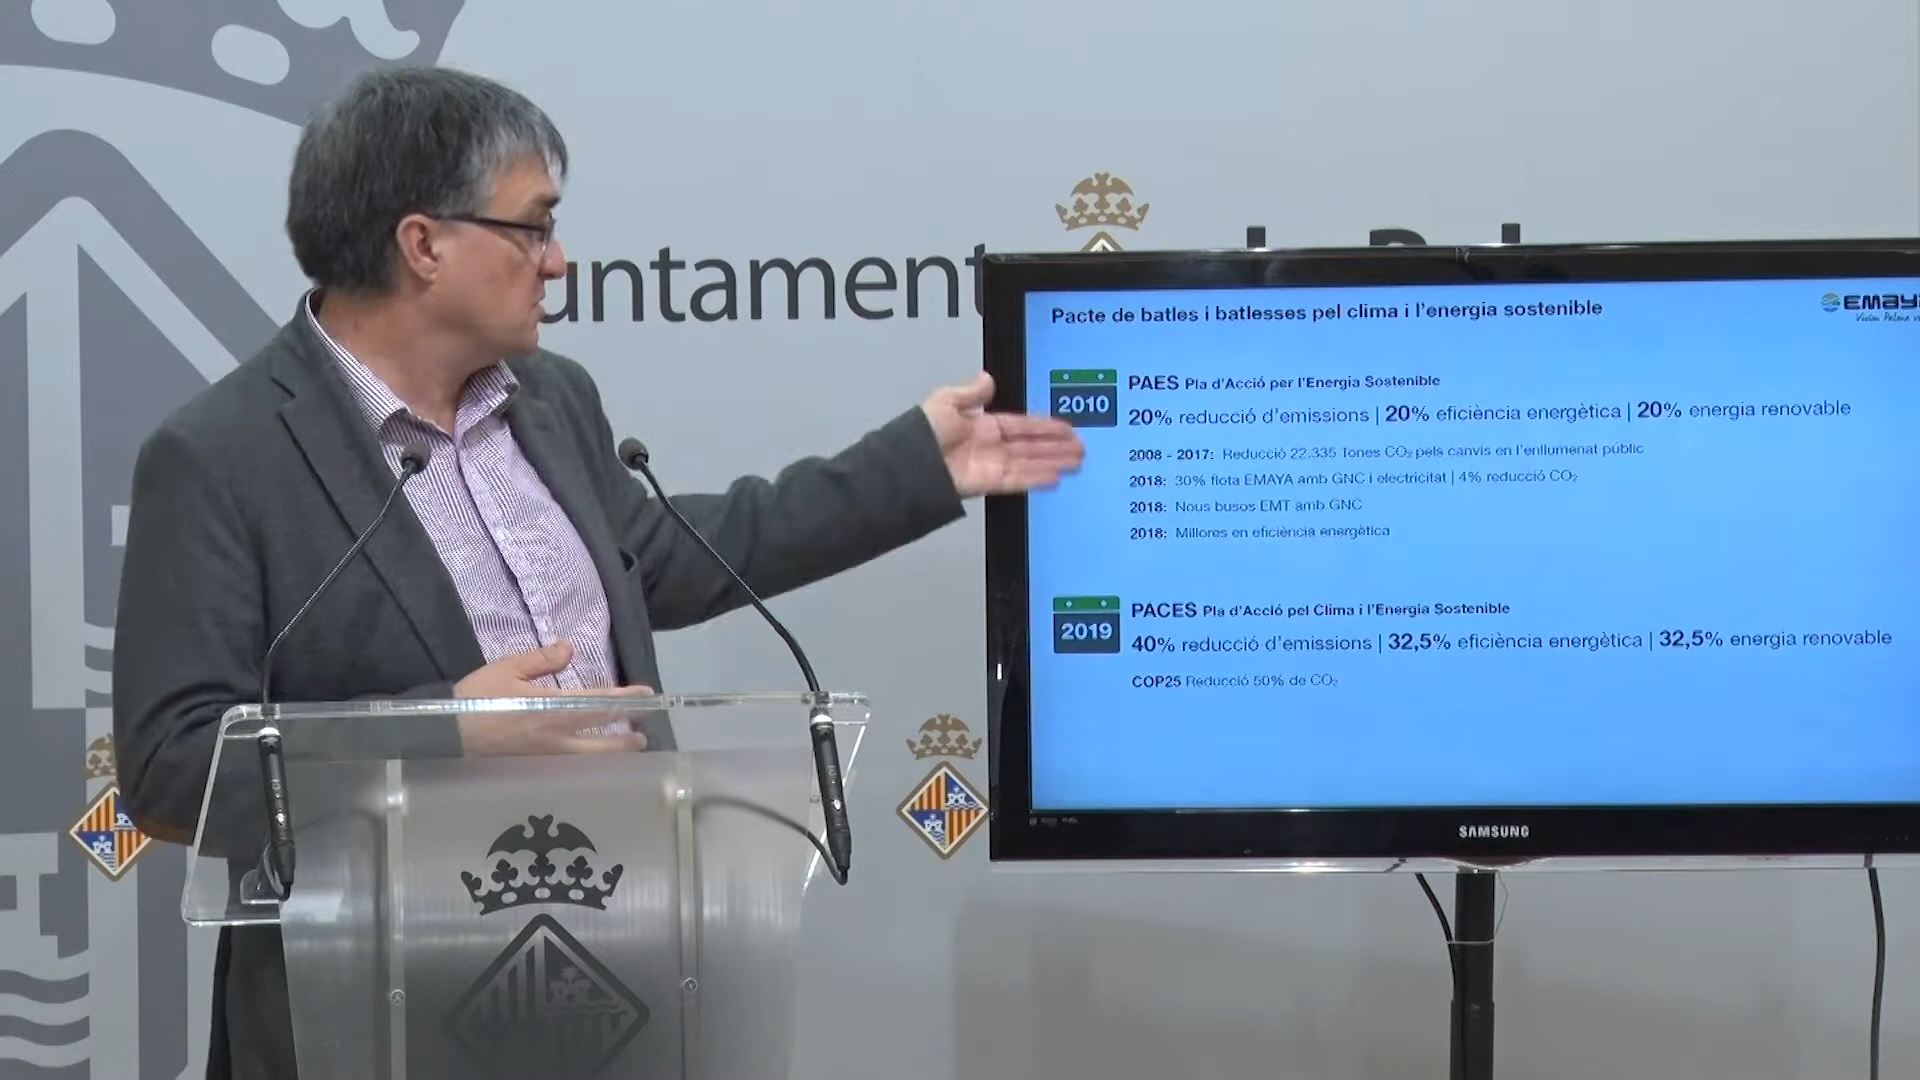 untament
Pacte de batles i batlesses pel clima i l'energia sostenible
EMAYA
2010
PAES Pla d'Acció per l'Energia Sostenible
20% reducció d'emissions | 20% eficiència energètica | 20% energia renovable
2008 - 2017: Reducció 22.335 Tones CO₂ pels canvis en l'enllumenat públic
2018: 30% flota EMAYA amb GNC i electricitat | 4% reducció CO₂
2018: Nous busos EMT amb GNC
2018: Millores en eficiència energètica
2019
PACES Pla d'Acció pel Clima i l'Energia Sostenible
40% reducció d'emissions | 32,5% eficiència energètica | 32,5% energia renovable
COP25 Reducció 50% de CO₂
SAMSUNG